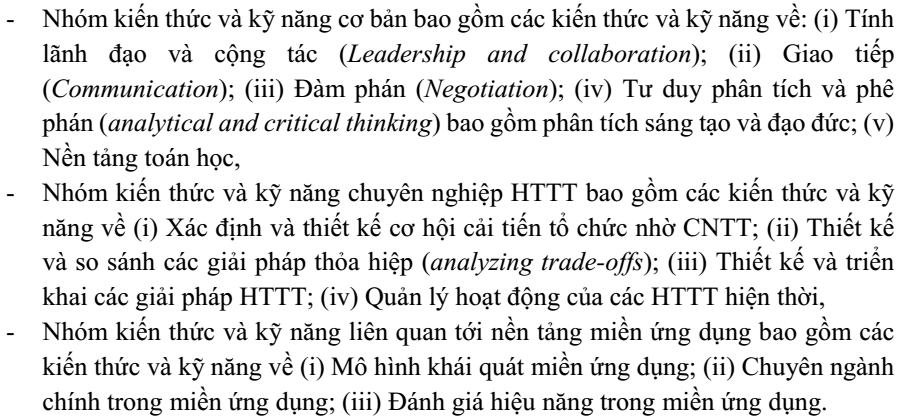 - Nhóm kiến thức và kỹ năng cơ bản bao gồm các kiến thức và kỹ năng về: (i) Tính
lãnh đạo và cộng tác (Leadership and collaboration); (ii) Giao tiếp
(Communication); (iii) Đàm phán (Negotiation); (iv) Tư duy phân tích và phê
phán (analytical and critical thinking) bao gồm phân tích sáng tạo và đạo đức; (v)
Nền tảng toán học,
- Nhóm kiến thức và kỹ năng chuyên nghiệp HTTT bao gồm các kiến thức và kỹ
năng về (i) Xác định và thiết kế cơ hội cải tiến tổ chức nhờ CNTT; (ii) Thiết kế
và so sánh các giải pháp thỏa hiệp (analyzing trade-offs); (iii) Thiết kế và triển
khai các giải pháp HTTT; (iv) Quản lý hoạt động của các HTTT hiện thời,
- Nhóm kiến thức và kỹ năng liên quan tới nền tảng miền ứng dụng bao gồm các
kiến thức và kỹ năng về (i) Mô hình khái quát miền ứng dụng; (ii) Chuyên ngành
chính trong miền ứng dụng; (iii) Đánh giá hiệu năng trong miền ứng dụng.